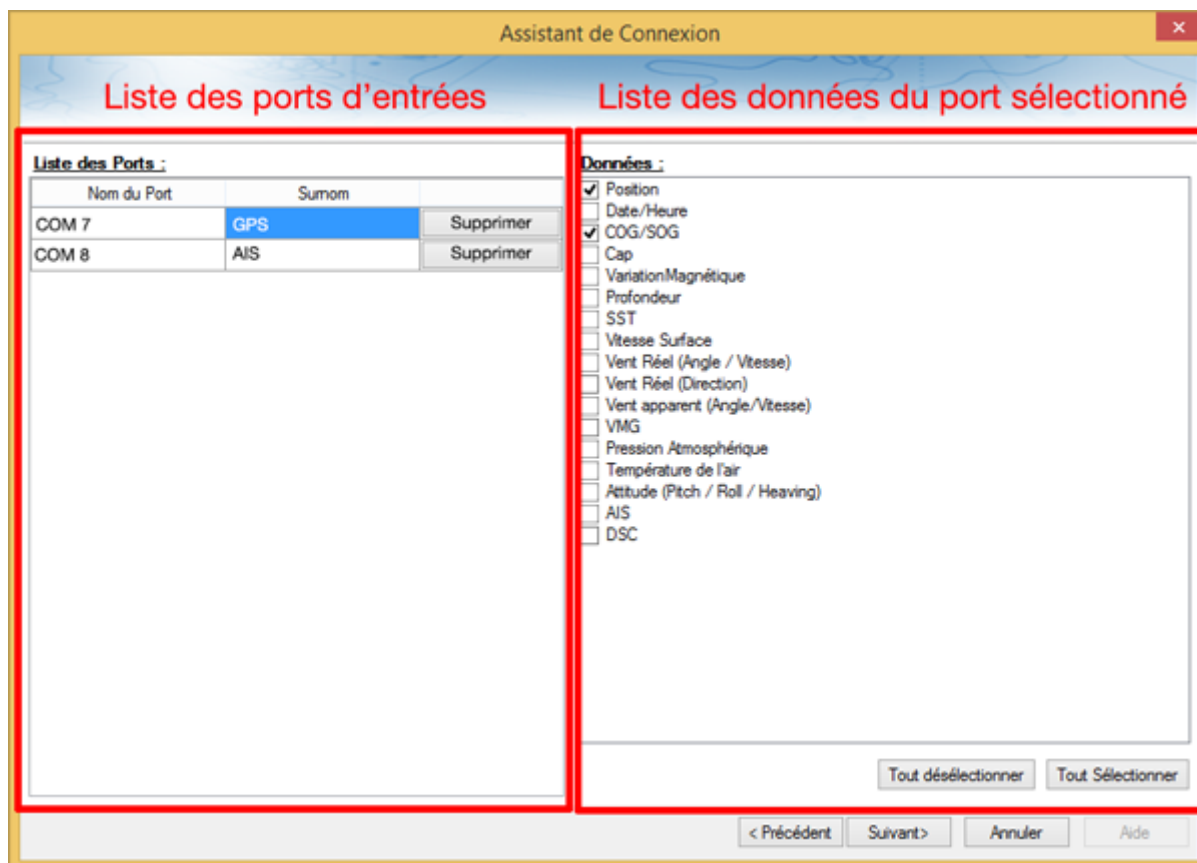 Assistant de Connexion
Liste des ports d'entrées
Liste des données du port sélectionné
Liste des Ports :
Nom du Port Surnom
COM 7 GPS Supprimer
COM 8 AIS Supprimer
Données :
Position
Date/Heure
COG/SOG
Cap
VariationMagnétique
Profondeur
SST
Vitesse Surface
Vent Réel (Angle / Vitesse)
Vent Réel (Direction)
Vent apparent (Angle/Vitesse)
VMG
Pression Atmosphérique
Température de l'air
Attitude (Pitch / Roll / Heaving)
AIS
DSC
Tout désélectionner Tout Sélectionner
< Précédent Suivant> Annuler Aide